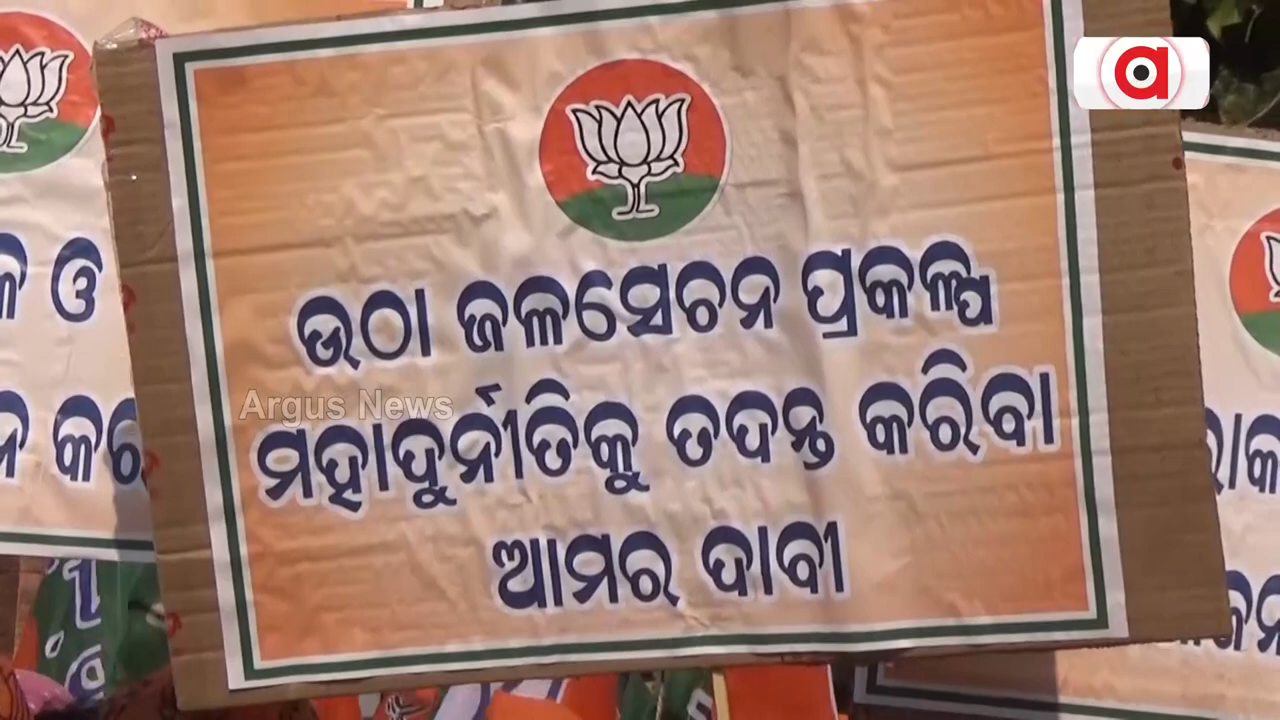 ଉଠା ଜଳସେଚନ ପ୍ରକଳ୍ପ
ମହାଦୁର୍ନୀତିକୁ ତଦନ୍ତ କରିବା
ଆମର ଦାବୀ
Argus News
a